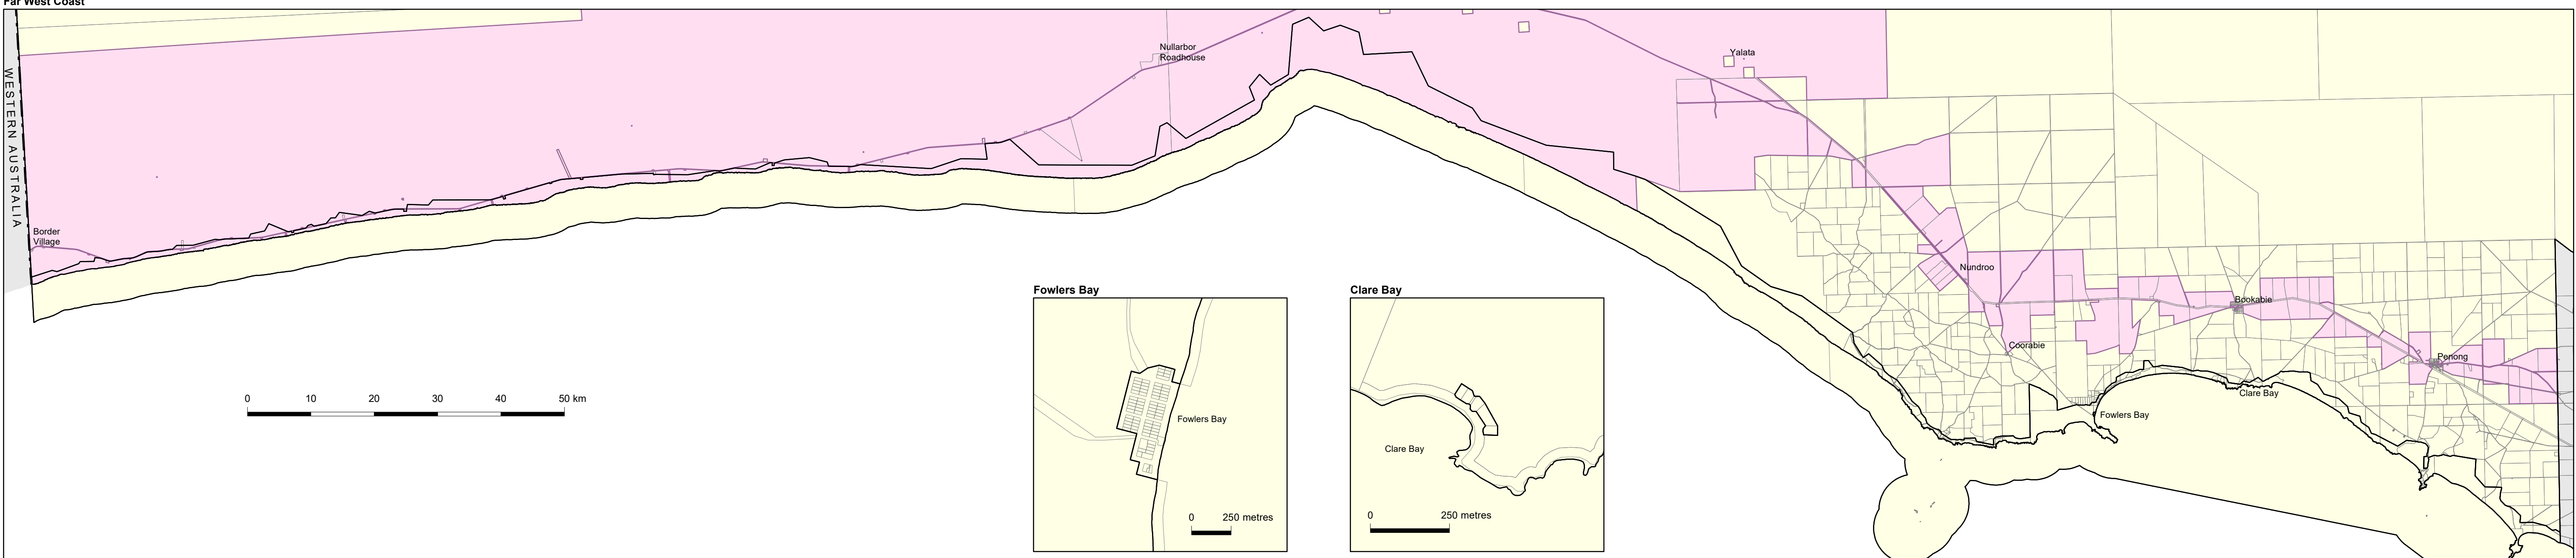 Far West Coast
WESTERN AUSTRALIA
Nullarbor
Roadhouse
Yalata
Border
Village
Nundroo
Bookabie
Coorabie
Penong
Fowlers Bay
Clare Bay
Fowlers Bay
Fowlers Bay
0 250 metres
Clare Bay
Clare Bay
0 250 metres
0 10 20 30 40 50 km